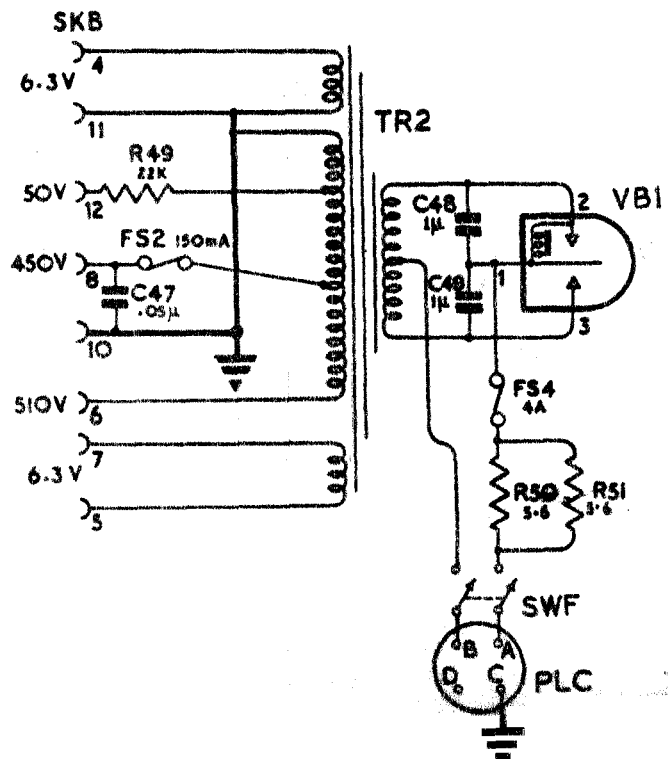 SKB
4
6.3V
11
TR2
R49
22K
50V
12
FS2 150mA
450V
8
C47
.05µ
10
510V
6
7
6.3V
5
C48
1µ
C49
1µ
2
VB1
1
3
FS4
4A
R50
5.6
R51
5.6
SWF
B A
D C
PLC